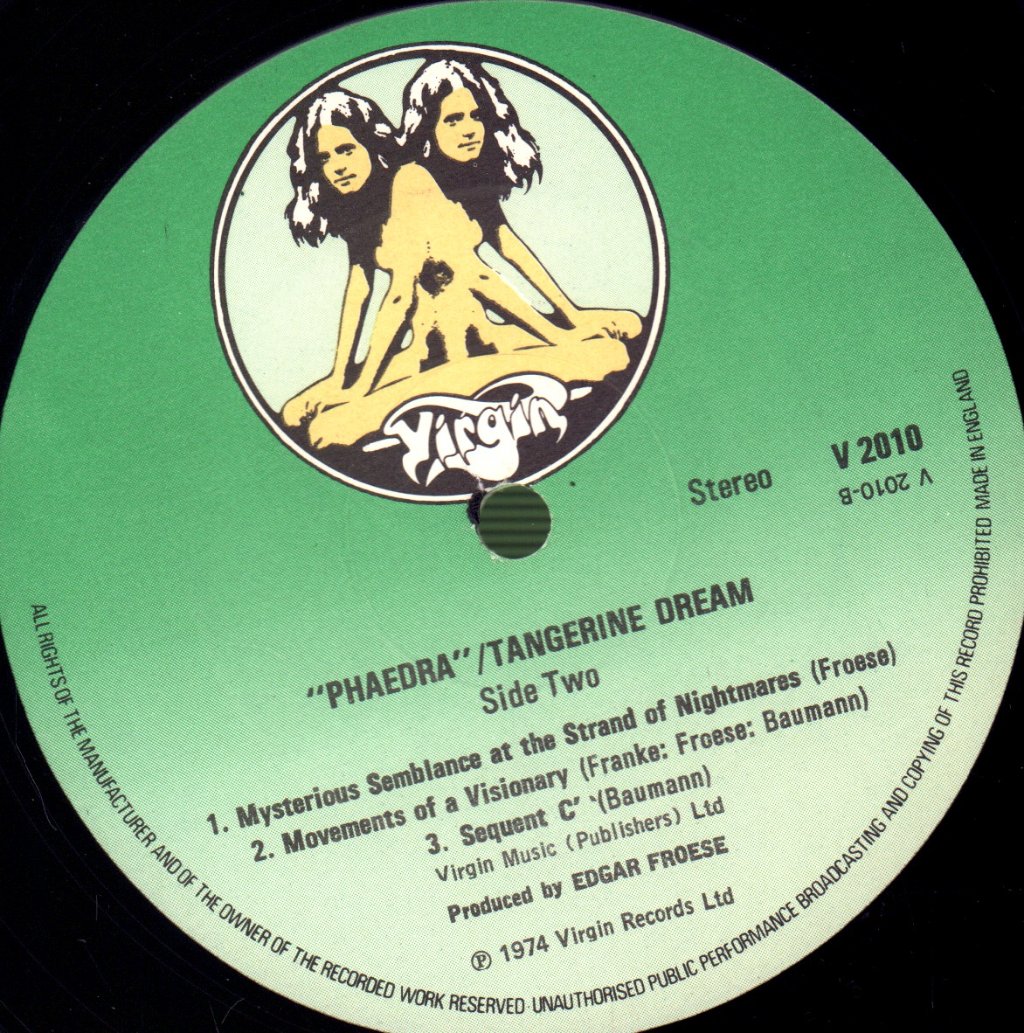 Virgin
Stereo
V 2010
V 2010-B
"PHAEDRA"/TANGERINE DREAM
Side Two
1. Mysterious Semblance at the Strand of Nightmares (Froese)
2. Movements of a Visionary (Franke: Froese: Baumann)
3. Sequent C' (Baumann)
Virgin Music (Publishers) Ltd
Produced by EDGAR FROESE
℗ 1974 Virgin Records Ltd
ALL RIGHTS OF THE MANUFACTURER AND OF THE OWNER OF THE RECORDED WORK RESERVED · UNAUTHORISED PUBLIC PERFORMANCE BROADCASTING AND COPYING OF THIS RECORD PROHIBITED MADE IN ENGLAND